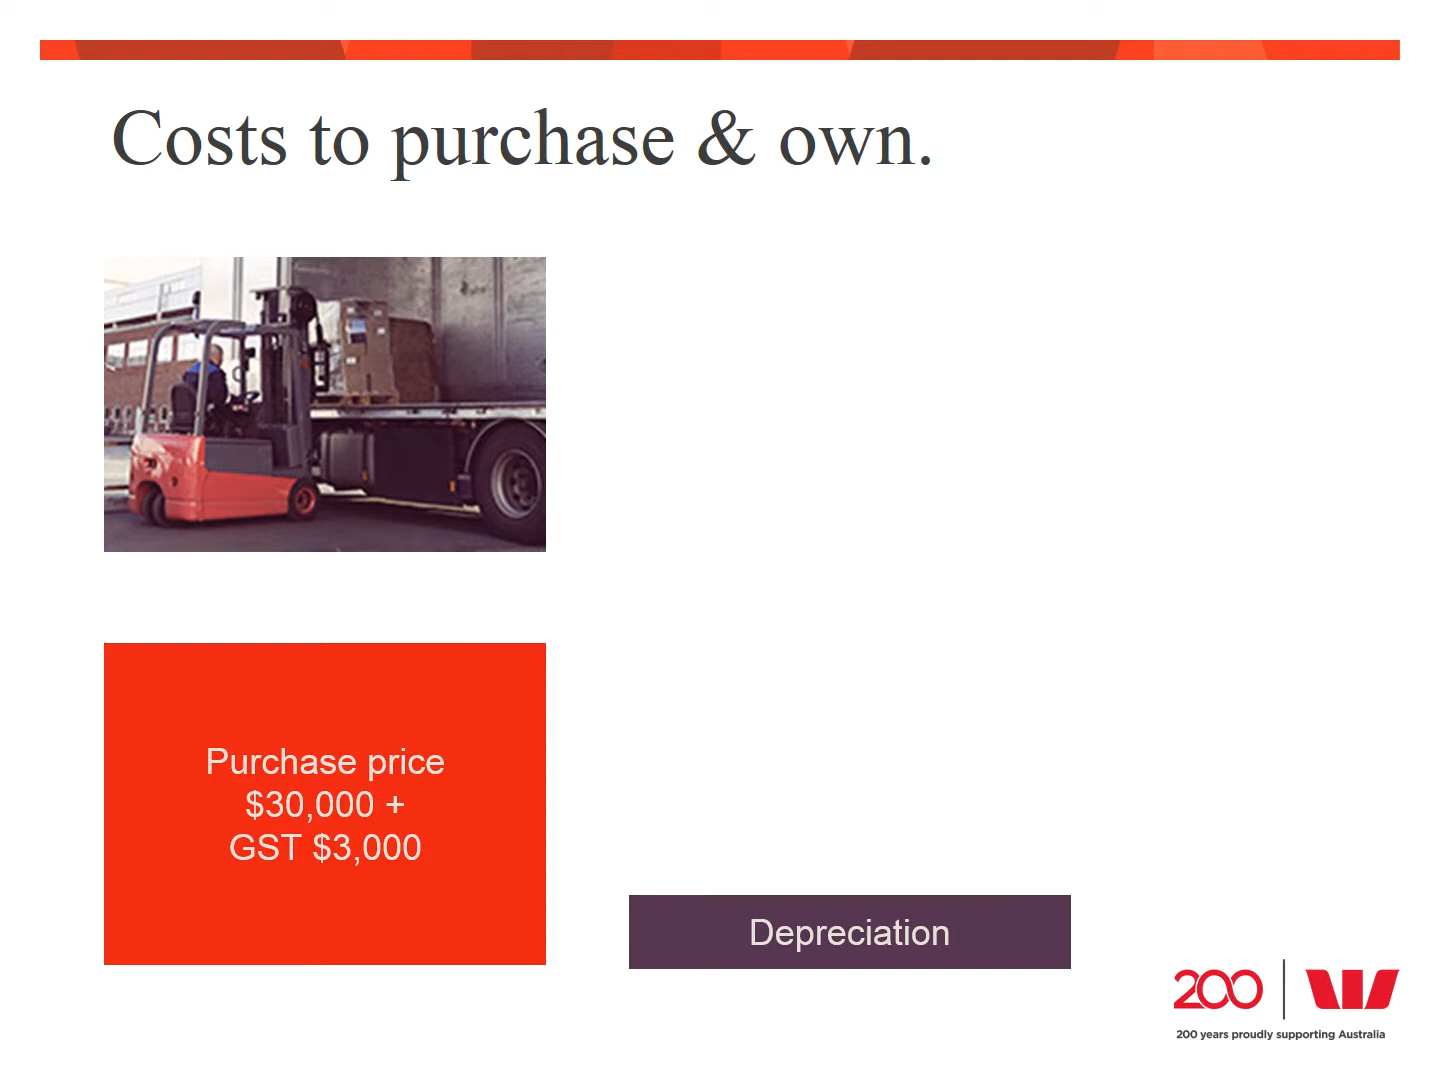 Costs to purchase & own.
Purchase price
$30,000 +
GST $3,000
Depreciation
200
200 years proudly supporting Australia